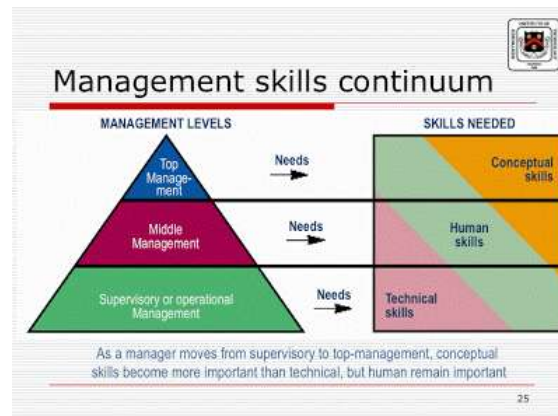 Management skills continuum
MANAGEMENT LEVELS
SKILLS NEEDED
Top
Manage-
ment
Needs
Conceptual
skills
Middle
Management
Needs
Human
skills
Supervisory or operational
Management
Needs
Technical
skills
As a manager moves from supervisory to top-management, conceptual
skills become more important than technical, but human remain important
25